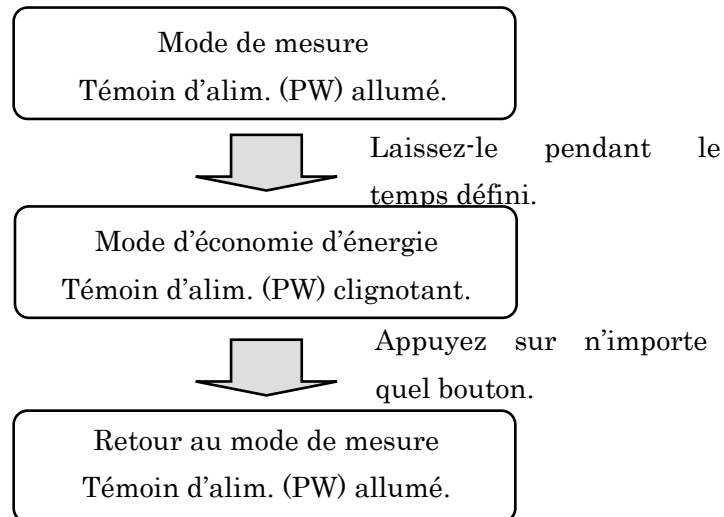 Mode de mesure
Témoin d’alim. (PW) allumé.
Laissez-le pendant le
temps défini.
Mode d’économie d’énergie
Témoin d’alim. (PW) clignotant.
Appuyez sur n’importe
quel bouton.
Retour au mode de mesure
Témoin d’alim. (PW) allumé.